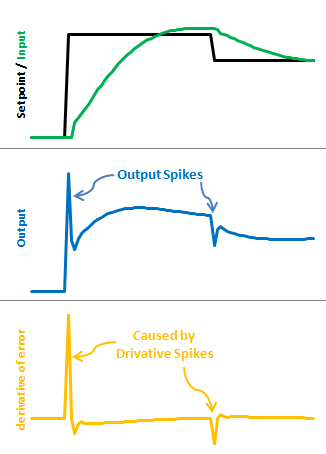 Setpoint / Input
Output Spikes
Output
Caused by
Drivative Spikes
derivative of error